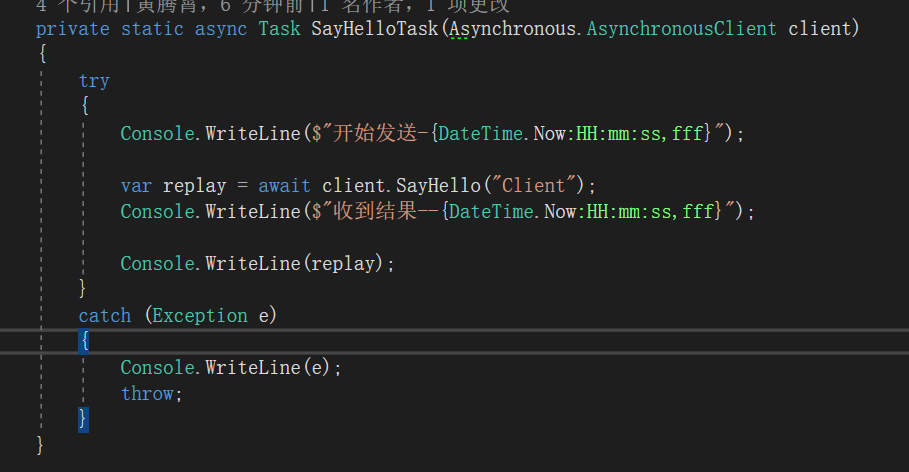 4 个引用|黄腾霄，6 分钟前|1 名作者，1 项更改
private static async Task SayHelloTask(Asynchronous.AsynchronousClient client)
{
try
{
Console.WriteLine($"开始发送-{DateTime.Now:HH:mm:ss,fff}");
var replay = await client.SayHello("Client");
Console.WriteLine($"收到结果--{DateTime.Now:HH:mm:ss,fff}");
Console.WriteLine(replay);
}
catch (Exception e)
{
Console.WriteLine(e);
throw;
}
}